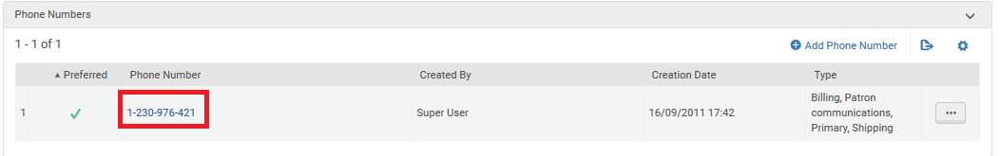 Phone Numbers
1 - 1 of 1
Add Phone Number
Preferred Phone Number Created By Creation Date Type
1 1-230-976-421 Super User 16/09/2011 17:42 Billing, Patron
communications,
Primary, Shipping